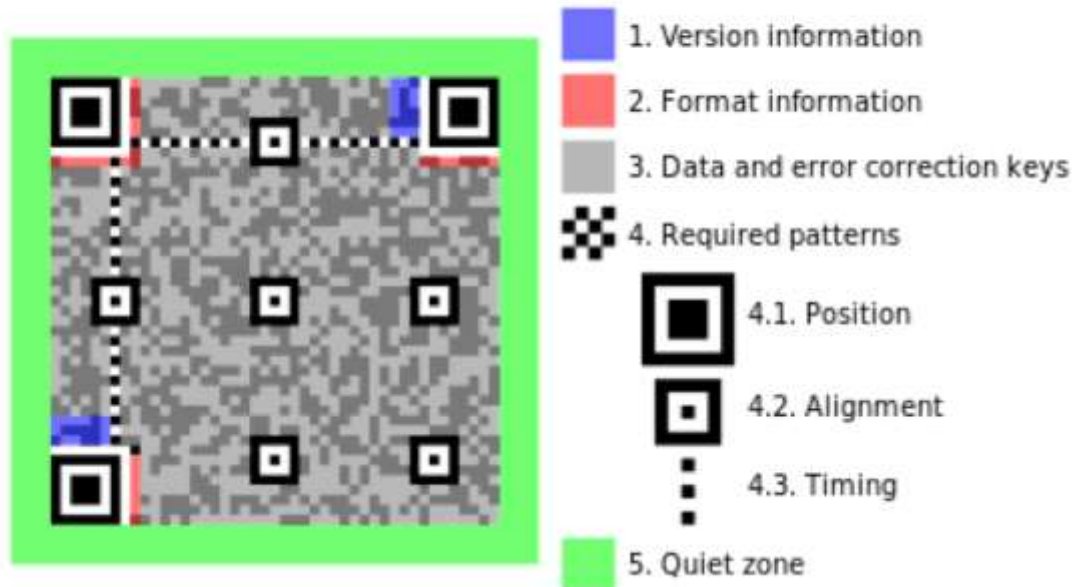 1. Version information
2. Format information
3. Data and error correction keys
4. Required patterns
4.1. Position
4.2. Alignment
4.3. Timing
5. Quiet zone